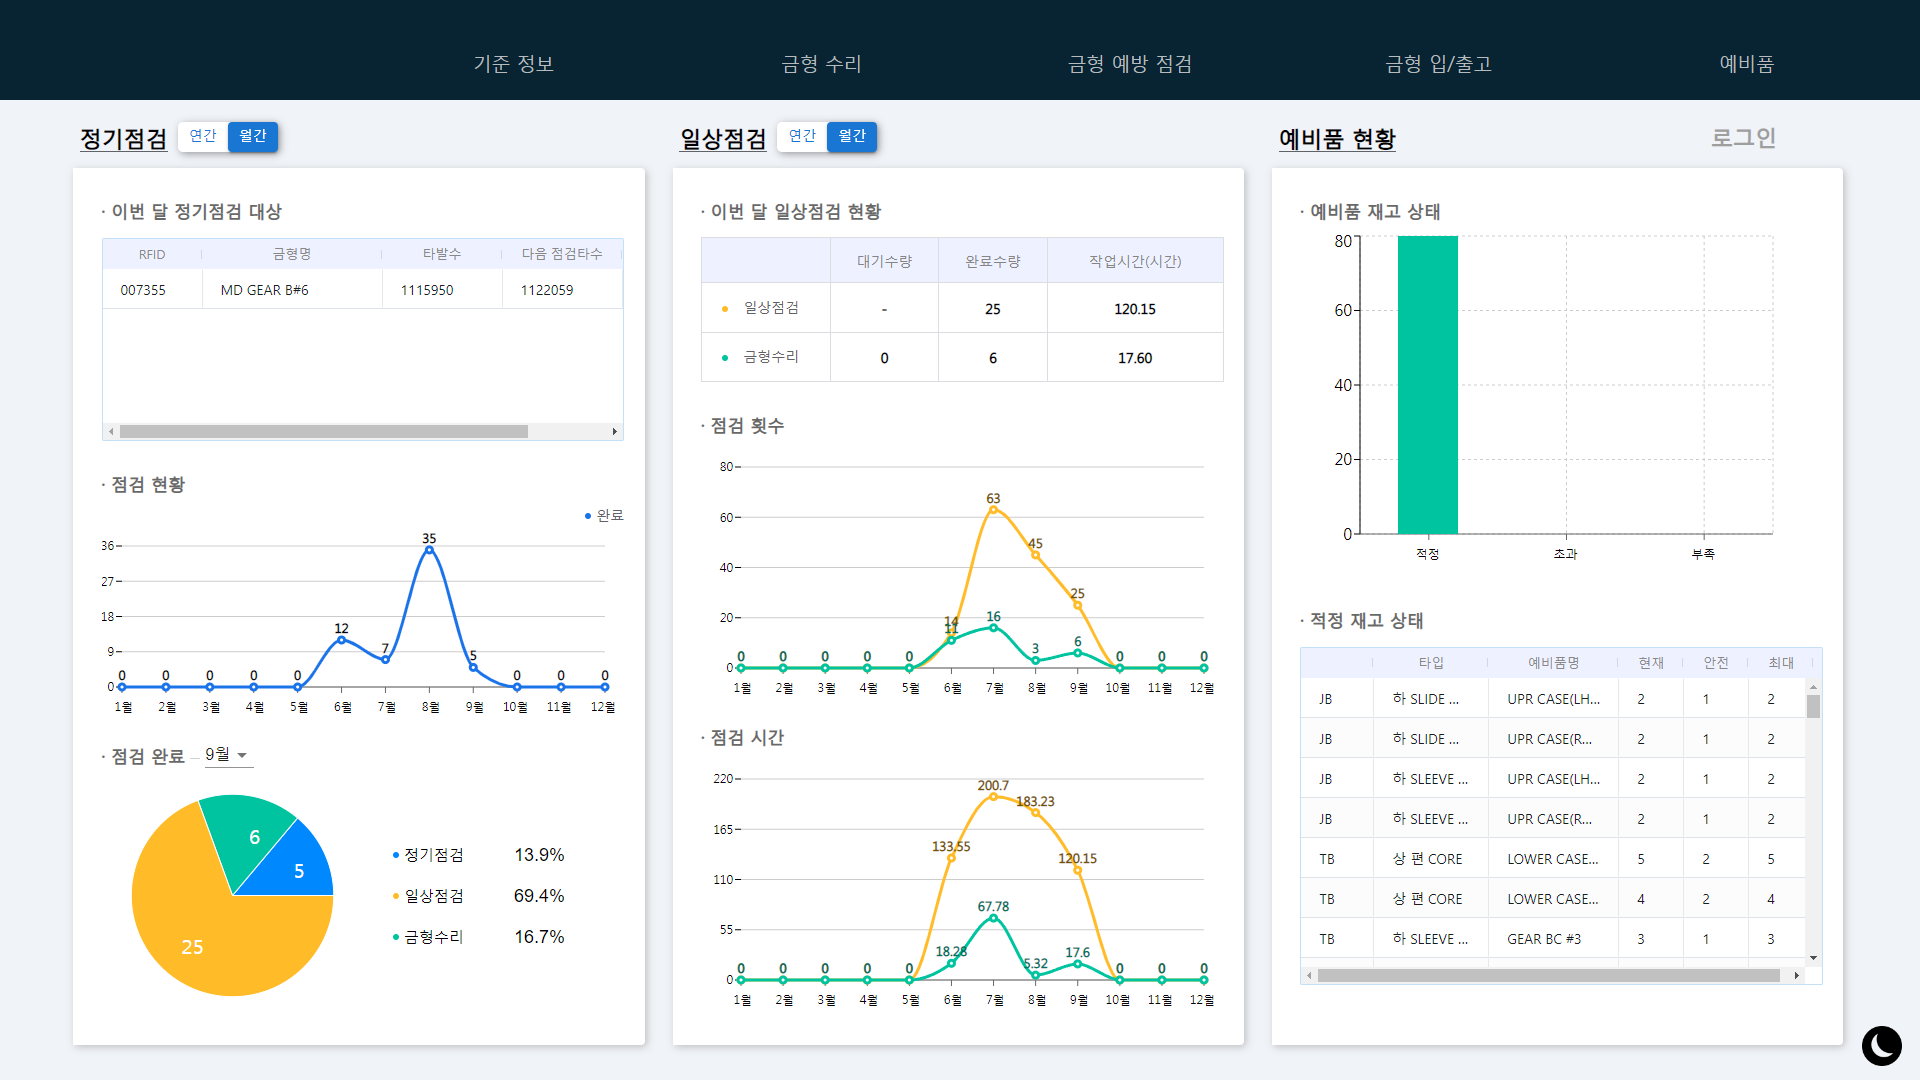 기준 정보 금형 수리 금형 예방 점검 금형 입/출고 예비품
정기점검 연간 월간
· 이번 달 정기점검 대상
RFID 금형명 타발수 다음 점검타수
007355 MD GEAR B#6 1115950 1122059
· 점검 현황
완료
36
27
18
9
0
0 0 0 0 0 12 7 35 5 0 0 0
1월 2월 3월 4월 5월 6월 7월 8월 9월 10월 11월 12월
· 점검 완료 9월
6
5
25
정기점검 13.9%
일상점검 69.4%
금형수리 16.7%
일상점검 연간 월간
· 이번 달 일상점검 현황
대기수량 완료수량 작업시간(시간)
일상점검 - 25 120.15
금형수리 0 6 17.60
· 점검 횟수
80
60
40
20
0
14 63 45 25
0 0 0 0 0 11 16 3 6 0 0 0
1월 2월 3월 4월 5월 6월 7월 8월 9월 10월 11월 12월
· 점검 시간
220
165
110
55
0
133.55 200.7 183.23 120.15
0 0 0 0 0 18.28 67.78 5.32 17.6 0 0 0
1월 2월 3월 4월 5월 6월 7월 8월 9월 10월 11월 12월
예비품 현황 로그인
· 예비품 재고 상태
80
60
40
20
0
적정 초과 부족
· 적정 재고 상태
타입 예비품명 현재 안전 최대
JB 하 SLIDE ... UPR CASE(LH... 2 1 2
JB 하 SLIDE ... UPR CASE(R... 2 1 2
JB 하 SLEEVE ... UPR CASE(LH... 2 1 2
JB 하 SLEEVE ... UPR CASE(R... 2 1 2
TB 상 편 CORE LOWER CASE... 5 2 5
TB 상 편 CORE LOWER CASE... 4 2 4
TB 하 SLEEVE ... GEAR BC #3 3 1 3